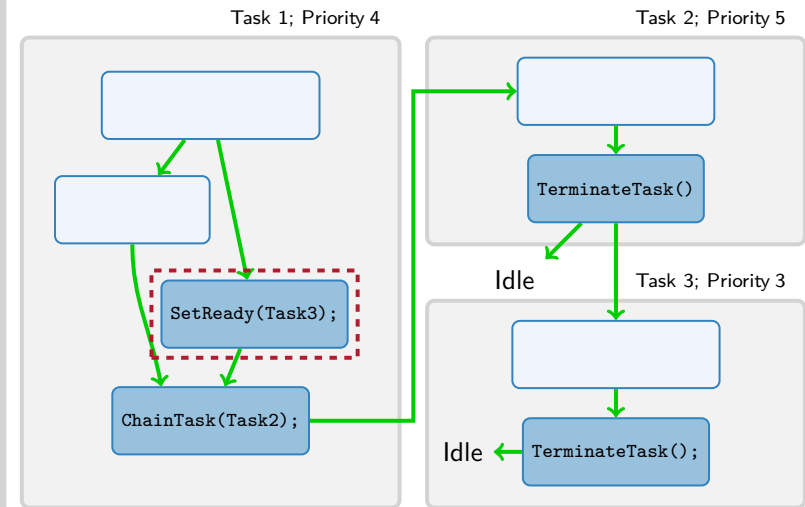 Task 1; Priority 4
SetReady(Task3);
ChainTask(Task2);
Task 2; Priority 5
TerminateTask()
Idle
Task 3; Priority 3
TerminateTask();
Idle